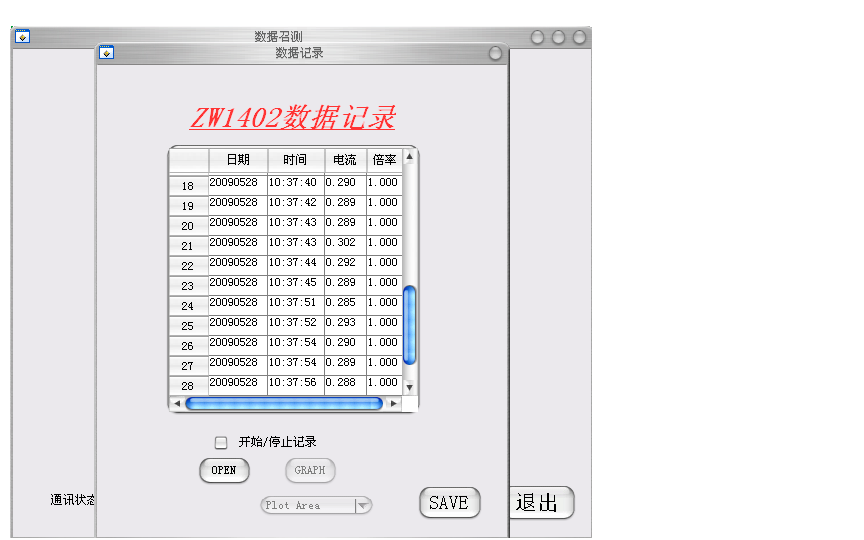 数据召测
数据记录
ZW1402数据记录
日期 时间 电流 倍率
18 20090528 10:37:40 0.290 1.000
19 20090528 10:37:42 0.289 1.000
20 20090528 10:37:43 0.289 1.000
21 20090528 10:37:43 0.302 1.000
22 20090528 10:37:44 0.292 1.000
23 20090528 10:37:45 0.289 1.000
24 20090528 10:37:51 0.285 1.000
25 20090528 10:37:52 0.293 1.000
26 20090528 10:37:54 0.290 1.000
27 20090528 10:37:54 0.289 1.000
28 20090528 10:37:56 0.288 1.000
开始/停止记录
OPEN GRAPH
通讯状态 Plot Area SAVE 退出